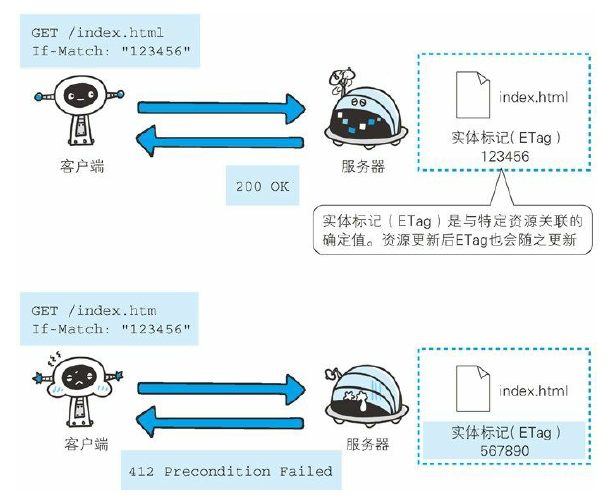 GET /index.html
If-Match: "123456"
index.html
实体标记(ETag)
123456
客户端
服务器
200 OK
实体标记(ETag)是与特定资源关联的
确定值。资源更新后ETag也会随之更新
GET /index.htm
If-Match: "123456"
index.html
实体标记(ETag)
567890
客户端
服务器
412 Precondition Failed